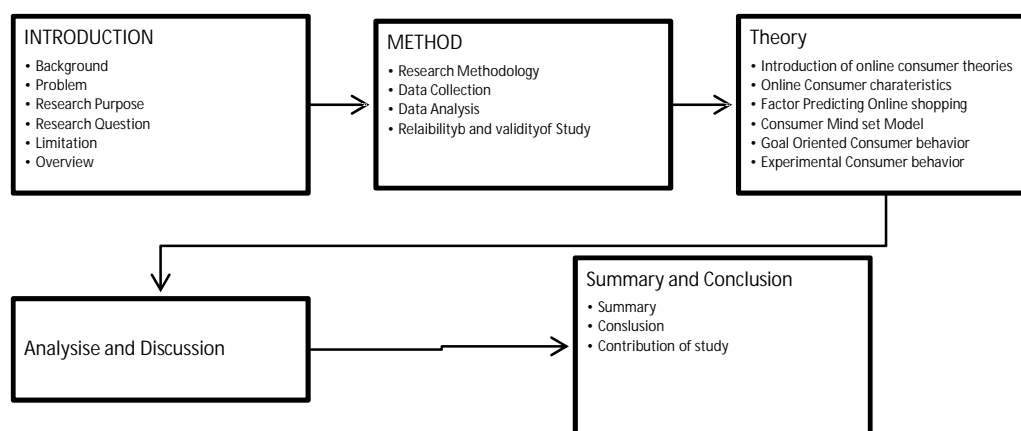 INTRODUCTION
• Background
• Problem
• Research Purpose
• Research Question
• Limitation
• Overview
METHOD
• Research Methodology
• Data Collection
• Data Analysis
• Relaibilityb and validityof Study
Theory
• Introduction of online consumer theories
• Online Consumer charateristics
• Factor Predicting Online shopping
• Consumer Mind set Model
• Goal Oriented Consumer behavior
• Experimental Consumer behavior
Analysise and Discussion
Summary and Conclusion
• Summary
• Conslusion
• Contribution of study